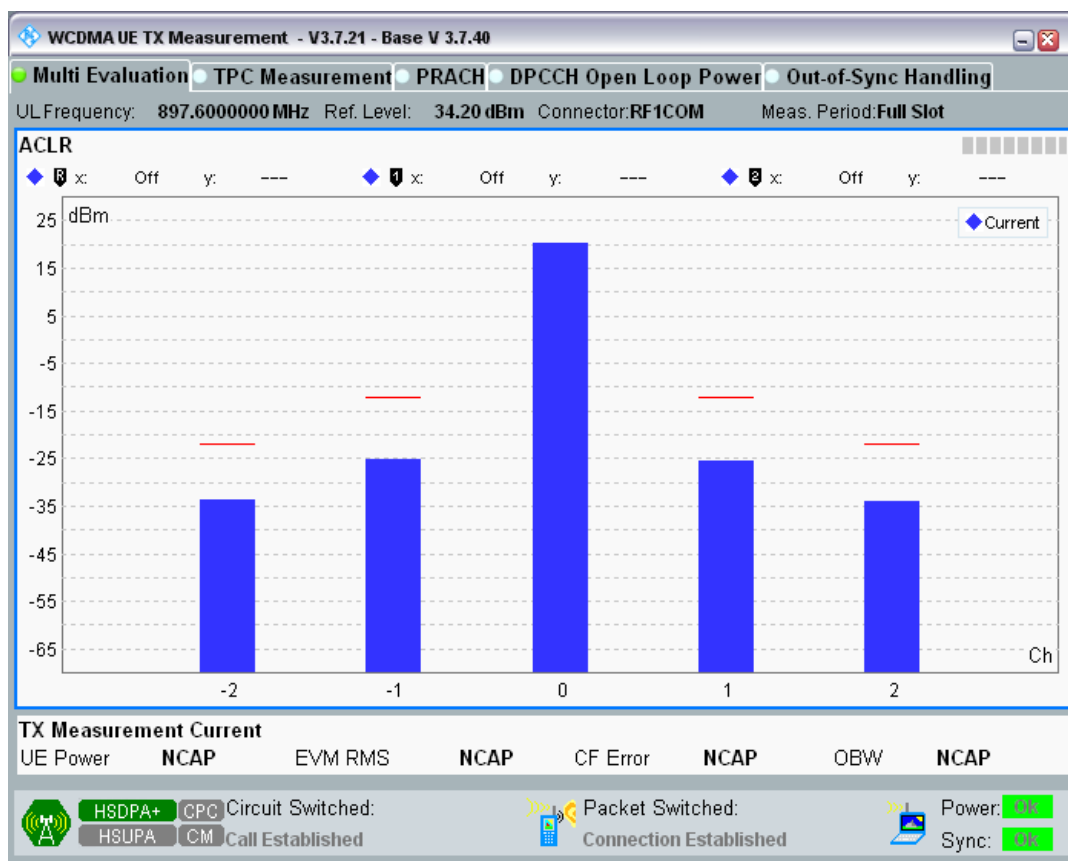 WCDMA UE TX Measurement - V3.7.21 - Base V 3.7.40
Multi Evaluation TPC Measurement PRACH DPCCH Open Loop Power Out-of-Sync Handling
UL Frequency: 897.6000000 MHz Ref. Level: 34.20 dBm Connector: RF1COM Meas. Period: Full Slot
ACLR
R x: Off y: --- 1 x: Off y: --- 2 x: Off y: ---
dBm
Current
25
15
5
-5
-15
-25
-35
-45
-55
-65
Ch
-2 -1 0 1 2
TX Measurement Current
UE Power NCAP EVM RMS NCAP CF Error NCAP OBW NCAP
HSDPA+ CPC Circuit Switched: Packet Switched: Power: Ok
HSUPA CM Call Established Connection Established Sync: Ok